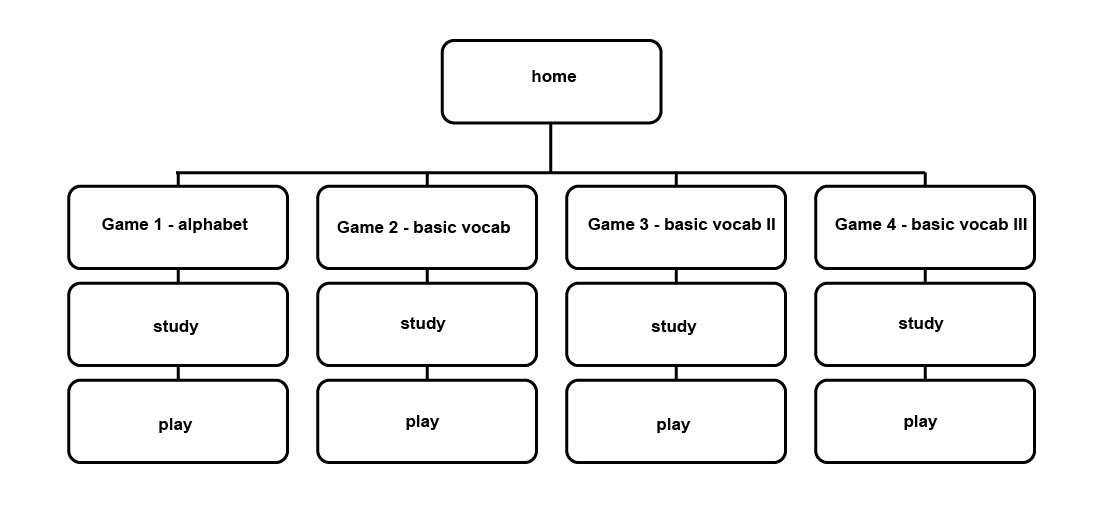 home
Game 1 - alphabet
Game 2 - basic vocab
Game 3 - basic vocab II
Game 4 - basic vocab III
study
study
study
study
play
play
play
play